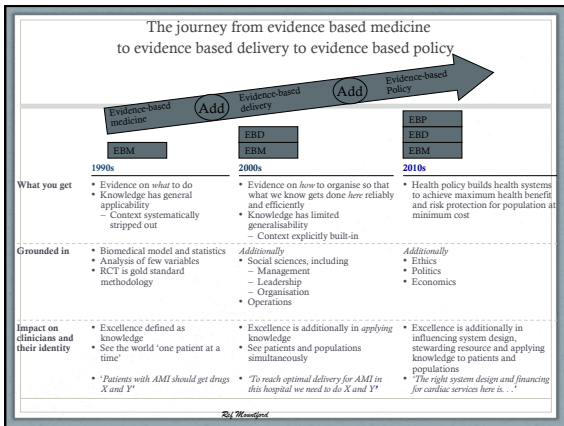 The journey from evidence based medicine
to evidence based delivery to evidence based policy
Evidence-based
medicine
Add
Evidence-based
delivery
Add
Evidence-based
Policy
EBM
EBD
EBM
EBP
EBD
EBM
1990s
2000s
2010s
What you get
• Evidence on what to do
• Knowledge has general
applicability
– Context systematically
stripped out
• Evidence on how to organise so that
what we know gets done here reliably
and efficiently
• Knowledge has limited
generalisability
– Context explicitly built-in
• Health policy builds health systems
to achieve maximum health benefit
and risk protection for population at
minimum cost
Grounded in
• Biomedical model and statistics
• Analysis of few variables
• RCT is gold standard
methodology
Additionally
• Social sciences, including
– Management
– Leadership
– Organisation
• Operations
Additionally
• Ethics
• Politics
• Economics
Impact on
clinicians and
their identity
• Excellence defined as
knowledge
• See the world 'one patient at a
time'
• 'Patients with AMI should get drugs
X and Y'
• Excellence is additionally in applying
knowledge
• See patients and populations
simultaneously
• 'To reach optimal delivery for AMI in
this hospital we need to do X and Y'
• Excellence is additionally in
influencing system design,
stewarding resource and applying
knowledge to patients and
populations
• 'The right system design and financing
for cardiac services here is. . .'
Ref Mountford